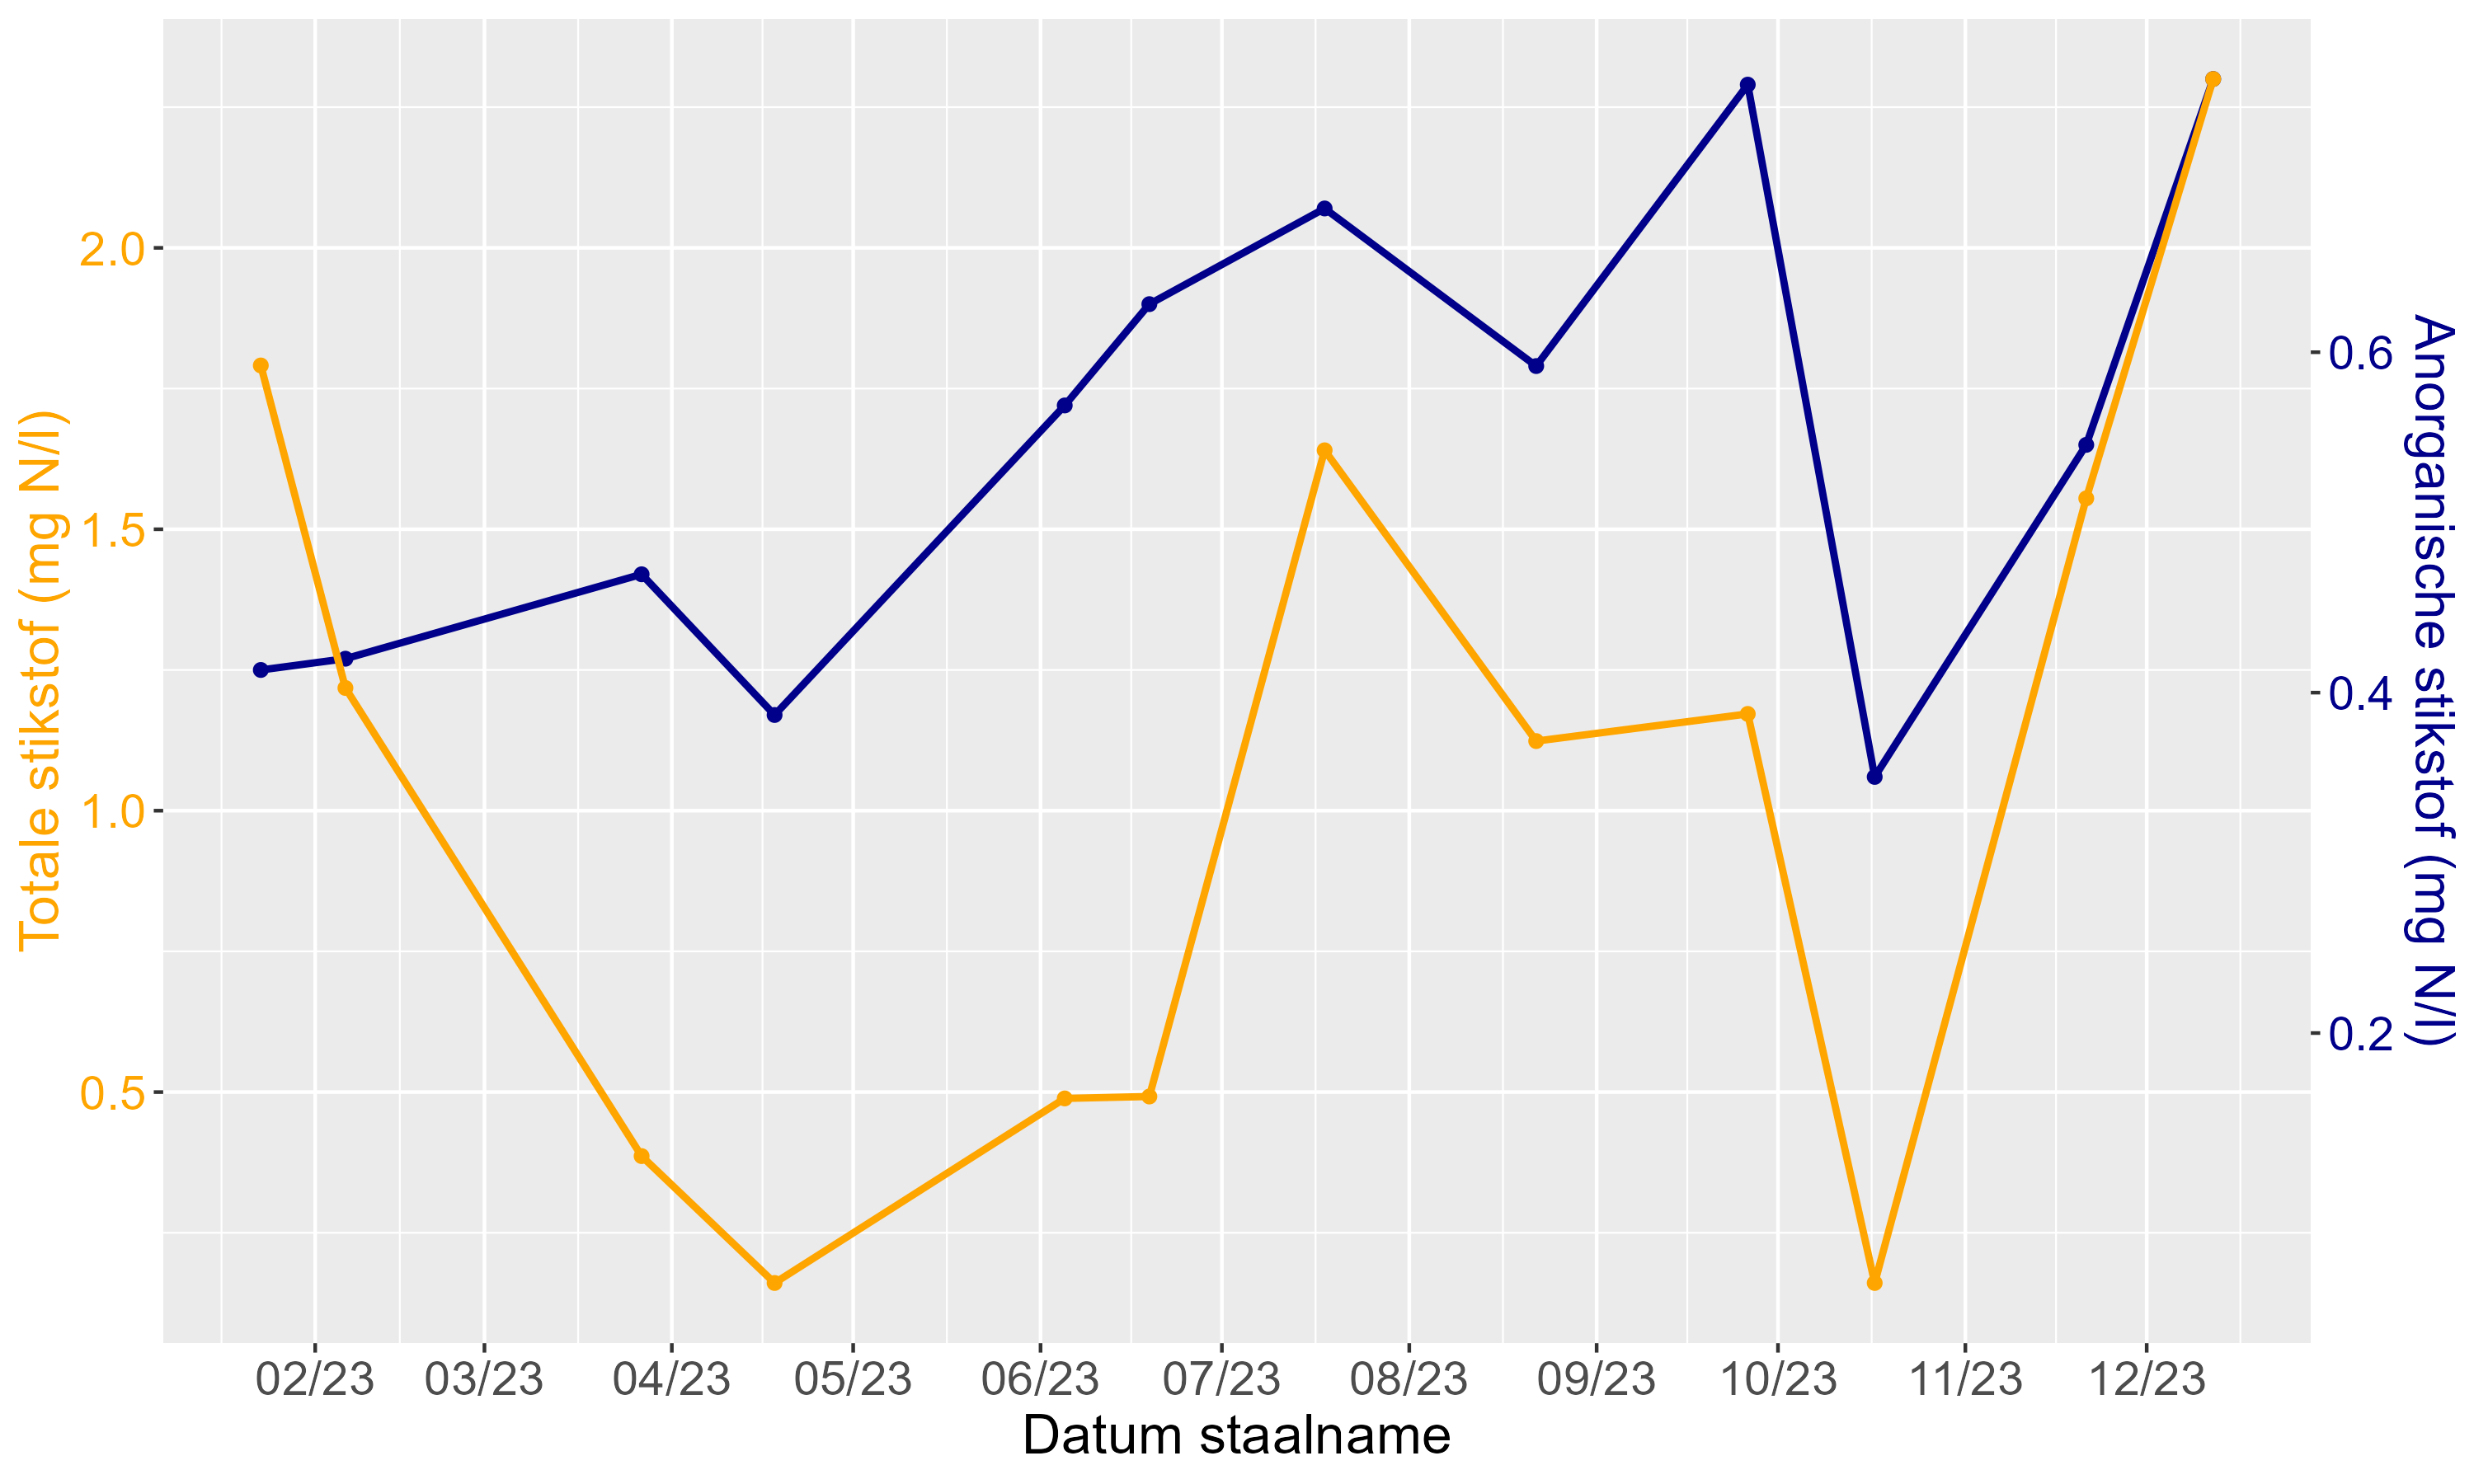 Totale stikstof (mg N/l)
2.0
1.5
1.0
0.5
0.6
0.4
0.2
Anorganische stikstof (mg N/l)
02/23 03/23 04/23 05/23 06/23 07/23 08/23 09/23 10/23 11/23 12/23
Datum staalname